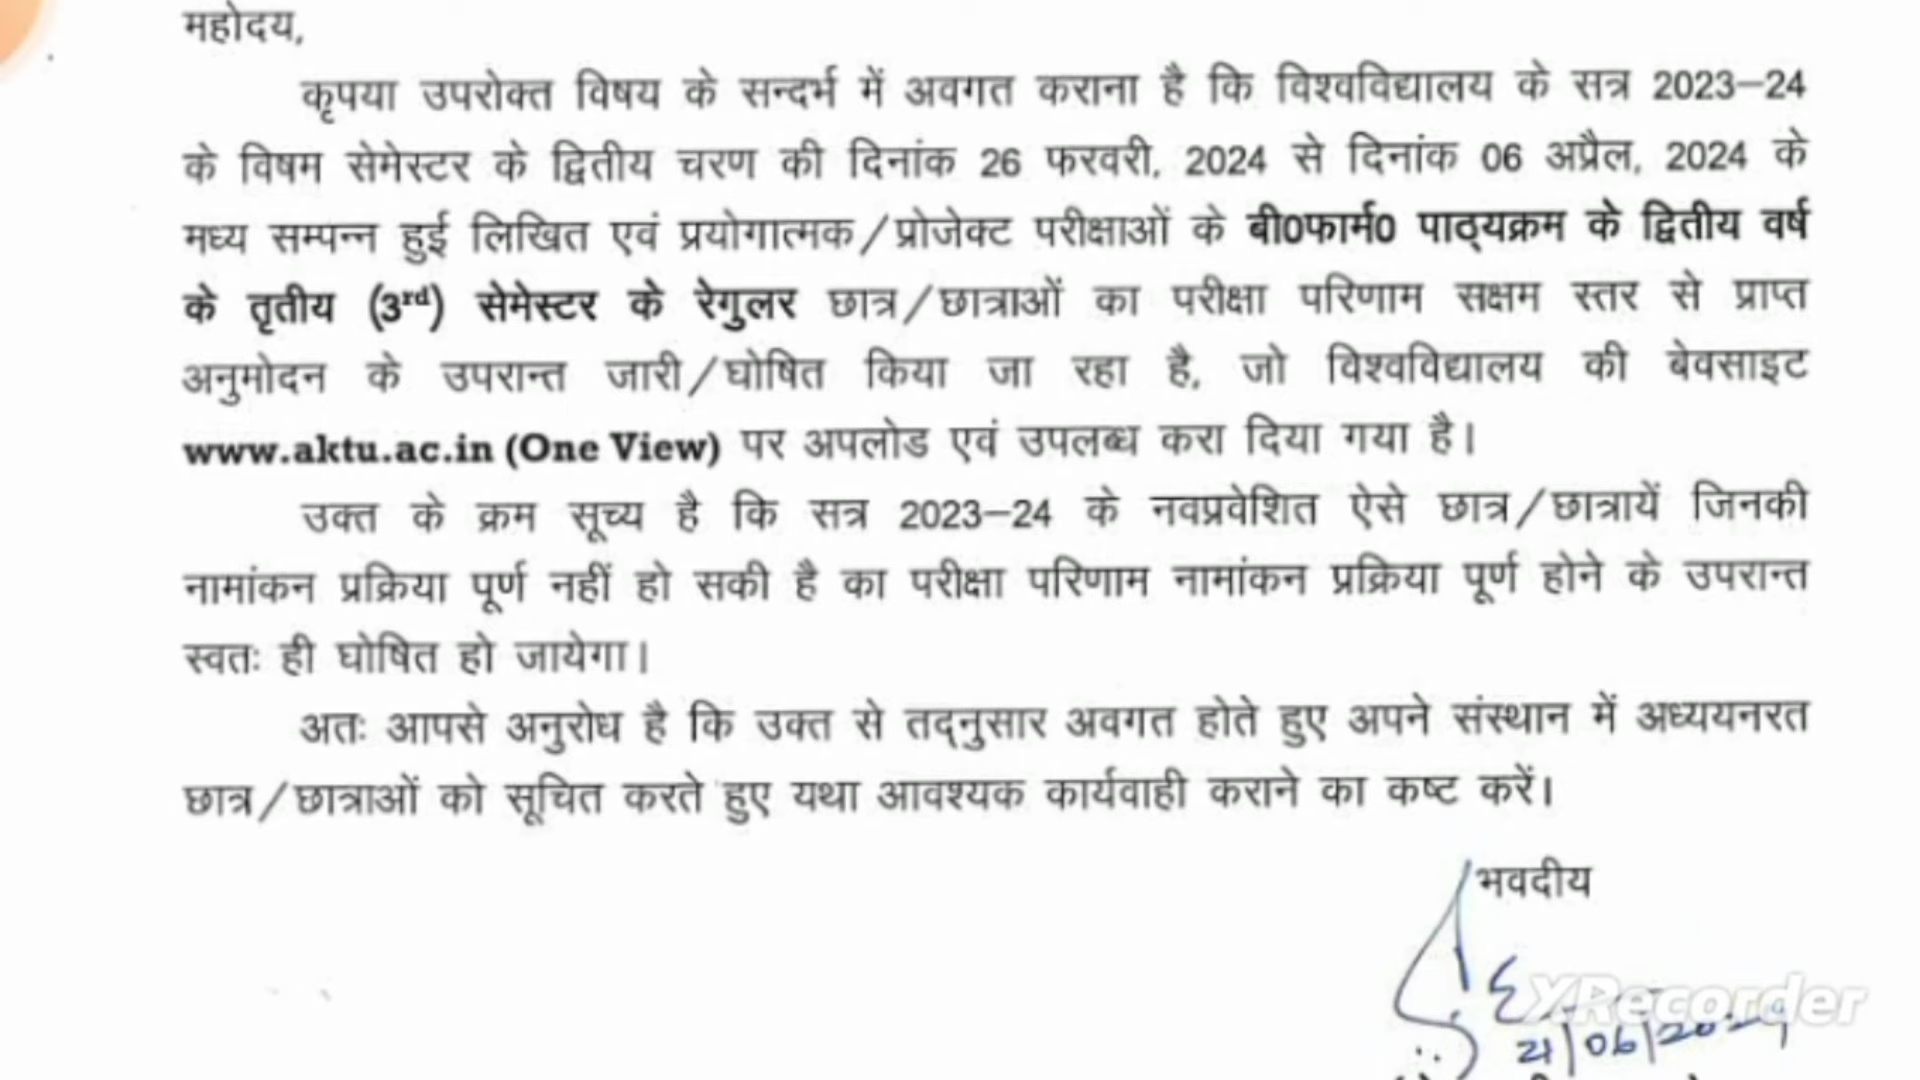 महोदय,
कृपया उपरोक्त विषय के सन्दर्भ में अवगत कराना है कि विश्वविद्यालय के सत्र 2023–24
के विषम सेमेस्टर के द्वितीय चरण की दिनांक 26 फरवरी, 2024 से दिनांक 06 अप्रैल, 2024 के
मध्य सम्पन्न हुई लिखित एवं प्रयोगात्मक/प्रोजेक्ट परीक्षाओं के बी0फार्म0 पाठ्यक्रम के द्वितीय वर्ष
के तृतीय (3rd) सेमेस्टर के रेगुलर छात्र/छात्राओं का परीक्षा परिणाम सक्षम स्तर से प्राप्त
अनुमोदन के उपरान्त जारी/घोषित किया जा रहा है, जो विश्वविद्यालय की बेवसाइट
www.aktu.ac.in (One View) पर अपलोड एवं उपलब्ध करा दिया गया है।
उक्त के क्रम सूच्य है कि सत्र 2023–24 के नवप्रवेशित ऐसे छात्र/छात्रायें जिनकी
नामांकन प्रक्रिया पूर्ण नहीं हो सकी है का परीक्षा परिणाम नामांकन प्रक्रिया पूर्ण होने के उपरान्त
स्वतः ही घोषित हो जायेगा।
अतः आपसे अनुरोध है कि उक्त से तद्नुसार अवगत होते हुए अपने संस्थान में अध्ययनरत
छात्र/छात्राओं को सूचित करते हुए यथा आवश्यक कार्यवाही कराने का कष्ट करें।
भवदीय
XRecorder